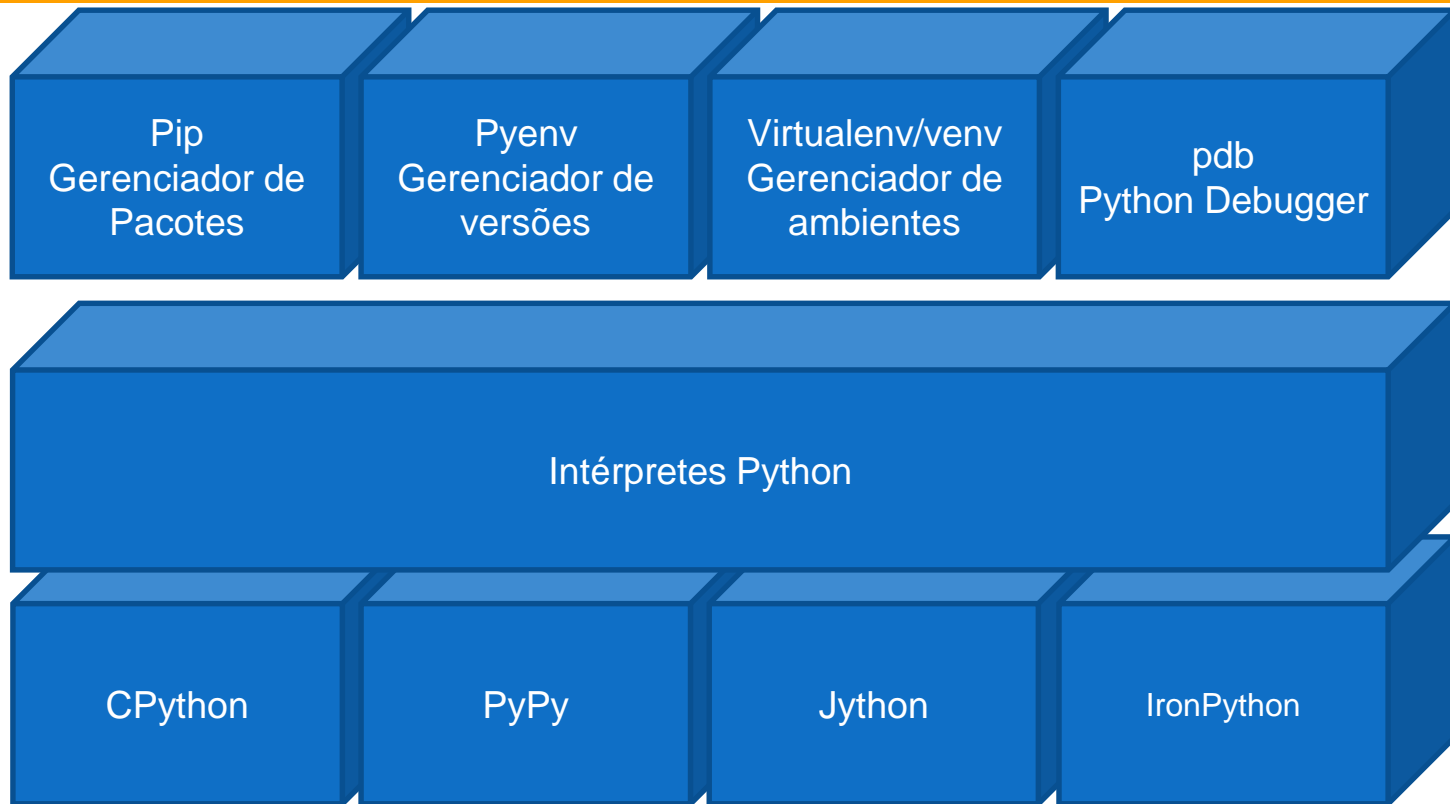 Pip
Gerenciador de
Pacotes
Pyenv
Gerenciador de
versões
Virtualenv/venv
Gerenciador de
ambientes
pdb
Python Debugger
Intérpretes Python
CPython
PyPy
Jython
IronPython